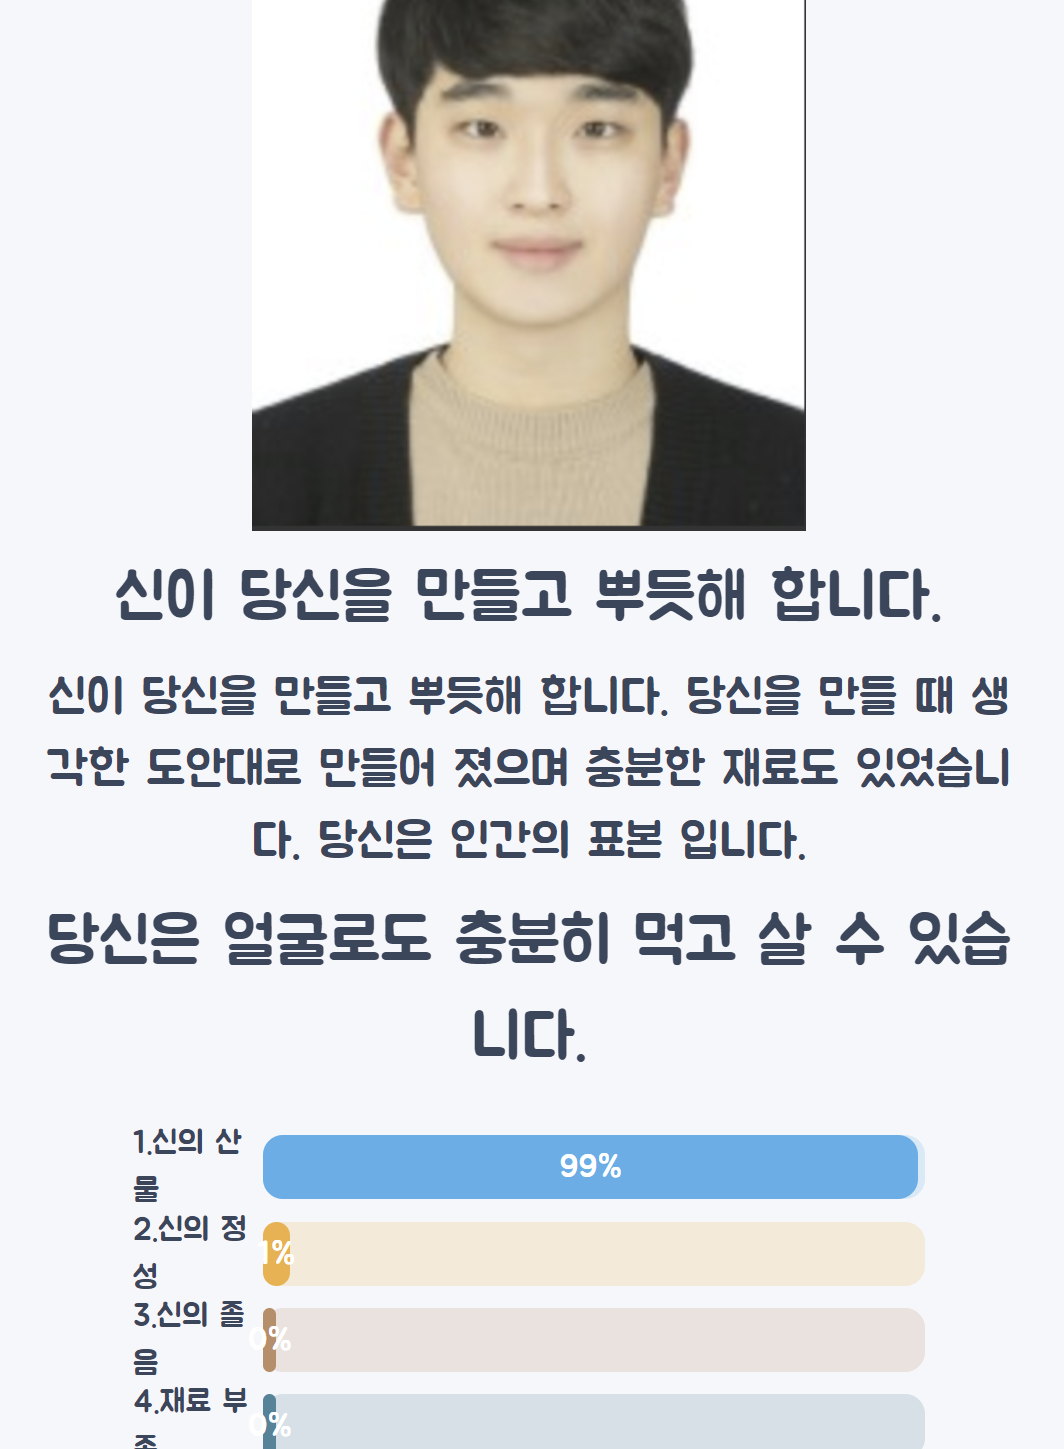 신이 당신을 만들고 뿌듯해 합니다.
신이 당신을 만들고 뿌듯해 합니다. 당신을 만들 때 생
각한 도안대로 만들어 졌으며 충분한 재료도 있었습니
다. 당신은 인간의 표본 입니다.
당신은 얼굴로도 충분히 먹고 살 수 있습
니다.
1.신의 산
물
99%
2.신의 정
성
1%
3.신의 졸
음
0%
4.재료 부
족
0%